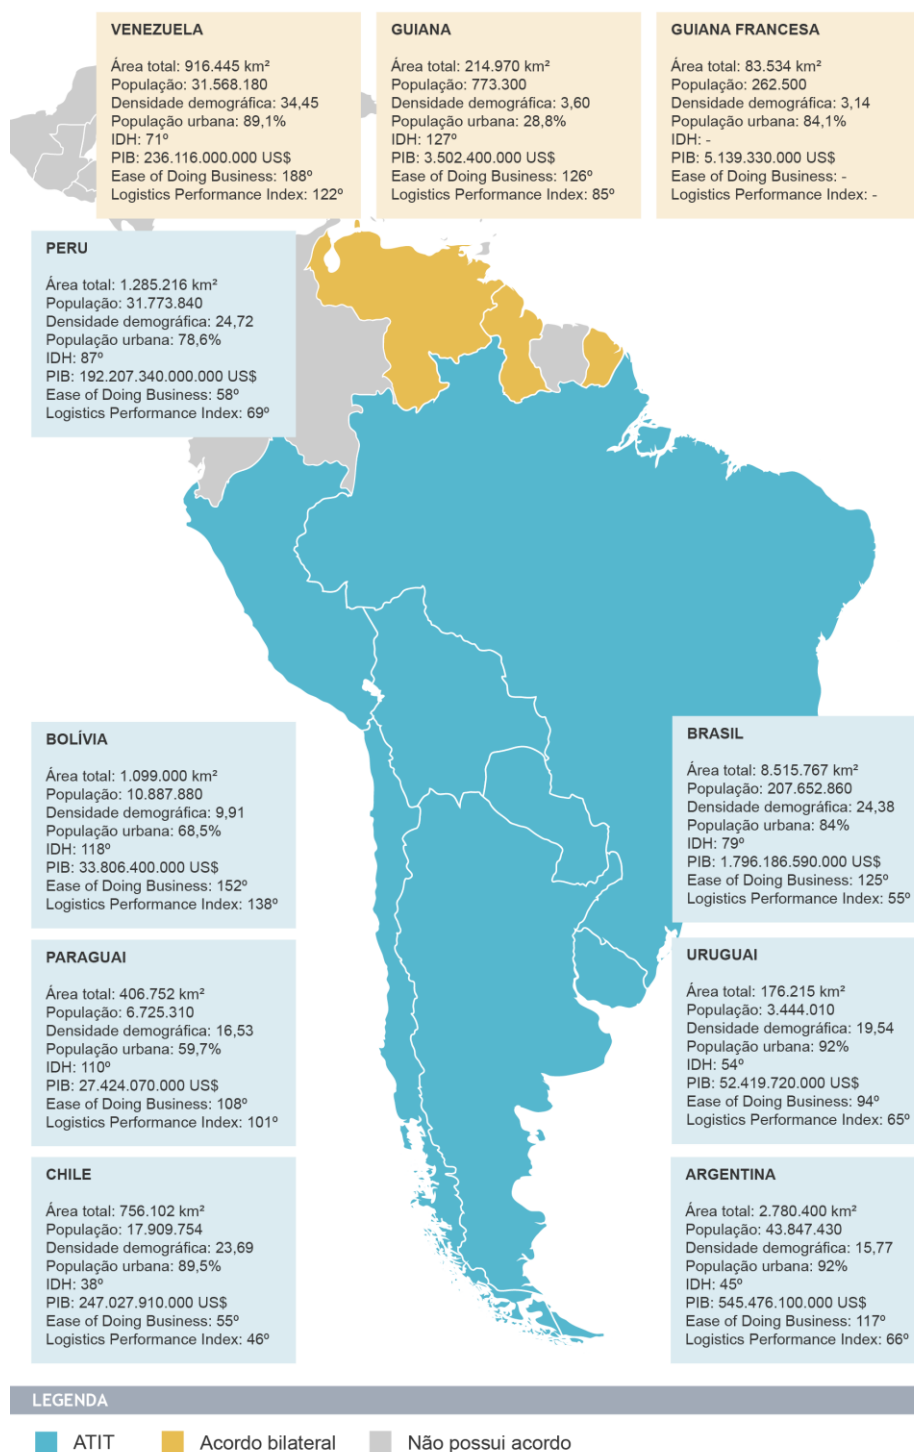 VENEZUELA
Área total: 916.445 km²
População: 31.568.180
Densidade demográfica: 34,45
População urbana: 89,1%
IDH: 71º
PIB: 236.116.000.000 US$
Ease of Doing Business: 188º
Logistics Performance Index: 122º
GUIANA
Área total: 214.970 km²
População: 773.300
Densidade demográfica: 3,60
População urbana: 28,8%
IDH: 127º
PIB: 3.502.400.000 US$
Ease of Doing Business: 126º
Logistics Performance Index: 85º
GUIANA FRANCESA
Área total: 83.534 km²
População: 262.500
Densidade demográfica: 3,14
População urbana: 84,1%
IDH: -
PIB: 5.139.330.000 US$
Ease of Doing Business: -
Logistics Performance Index: -
PERU
Área total: 1.285.216 km²
População: 31.773.840
Densidade demográfica: 24,72
População urbana: 78,6%
IDH: 87º
PIB: 192.207.340.000.000 US$
Ease of Doing Business: 58º
Logistics Performance Index: 69º
BOLÍVIA
Área total: 1.099.000 km²
População: 10.887.880
Densidade demográfica: 9,91
População urbana: 68,5%
IDH: 118º
PIB: 33.806.400.000 US$
Ease of Doing Business: 152º
Logistics Performance Index: 138º
BRASIL
Área total: 8.515.767 km²
População: 207.652.860
Densidade demográfica: 24,38
População urbana: 84%
IDH: 79º
PIB: 1.796.186.590.000 US$
Ease of Doing Business: 125º
Logistics Performance Index: 55º
PARAGUAI
Área total: 406.752 km²
População: 6.725.310
Densidade demográfica: 16,53
População urbana: 59,7%
IDH: 110º
PIB: 27.424.070.000 US$
Ease of Doing Business: 108º
Logistics Performance Index: 101º
URUGUAI
Área total: 176.215 km²
População: 3.444.010
Densidade demográfica: 19,54
População urbana: 92%
IDH: 54º
PIB: 52.419.720.000 US$
Ease of Doing Business: 94º
Logistics Performance Index: 65º
CHILE
Área total: 756.102 km²
População: 17.909.754
Densidade demográfica: 23,69
População urbana: 89,5%
IDH: 38º
PIB: 247.027.910.000 US$
Ease of Doing Business: 55º
Logistics Performance Index: 46º
ARGENTINA
Área total: 2.780.400 km²
População: 43.847.430
Densidade demográfica: 15,77
População urbana: 92%
IDH: 45º
PIB: 545.476.100.000 US$
Ease of Doing Business: 117º
Logistics Performance Index: 66º
LEGENDA
ATIT
Acordo bilateral
Não possui acordo